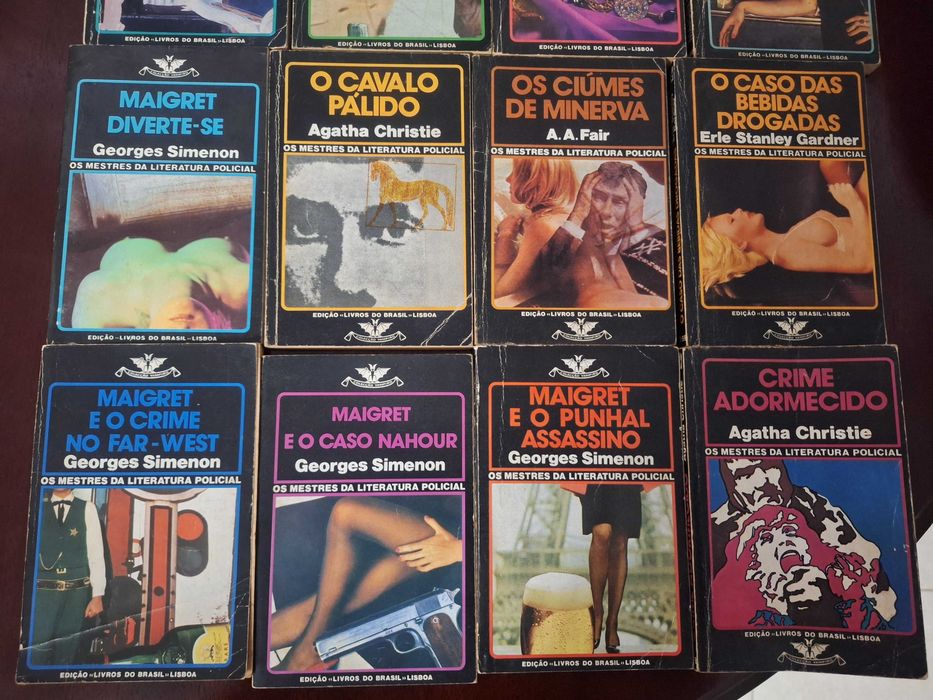 EDIÇÃO «LIVROS DO BRASIL» LISBOA
EDIÇÃO «LIVROS DO BRASIL» LISBOA
EDIÇÃO «LIVROS DO BRASIL» LISBOA
EDIÇÃO «LIVROS DO BRASIL» LISBOA
MAIGRET
DIVERTE-SE
Georges Simenon
OS MESTRES DA LITERATURA POLICIAL
EDIÇÃO «LIVROS DO BRASIL» LISBOA
O CAVALO
PÁLIDO
Agatha Christie
OS MESTRES DA LITERATURA POLICIAL
EDIÇÃO «LIVROS DO BRASIL» LISBOA
OS CIÚMES
DE MINERVA
A. A. Fair
OS MESTRES DA LITERATURA POLICIAL
EDIÇÃO «LIVROS DO BRASIL» LISBOA
O CASO DAS
BEBIDAS
DROGADAS
Erle Stanley Gardner
OS MESTRES DA LITERATURA POLICIAL
EDIÇÃO «LIVROS DO BRASIL» LISBOA
MAIGRET
E O CRIME
NO FAR-WEST
Georges Simenon
OS MESTRES DA LITERATURA POLICIAL
EDIÇÃO «LIVROS DO BRASIL» LISBOA
MAIGRET
E O CASO NAHOUR
Georges Simenon
OS MESTRES DA LITERATURA POLICIAL
EDIÇÃO «LIVROS DO BRASIL» LISBOA
MAIGRET
E O PUNHAL
ASSASSINO
Georges Simenon
OS MESTRES DA LITERATURA POLICIAL
EDIÇÃO «LIVROS DO BRASIL» LISBOA
CRIME
ADORMECIDO
Agatha Christie
OS MESTRES DA LITERATURA POLICIAL
EDIÇÃO «LIVROS DO BRASIL» LISBOA